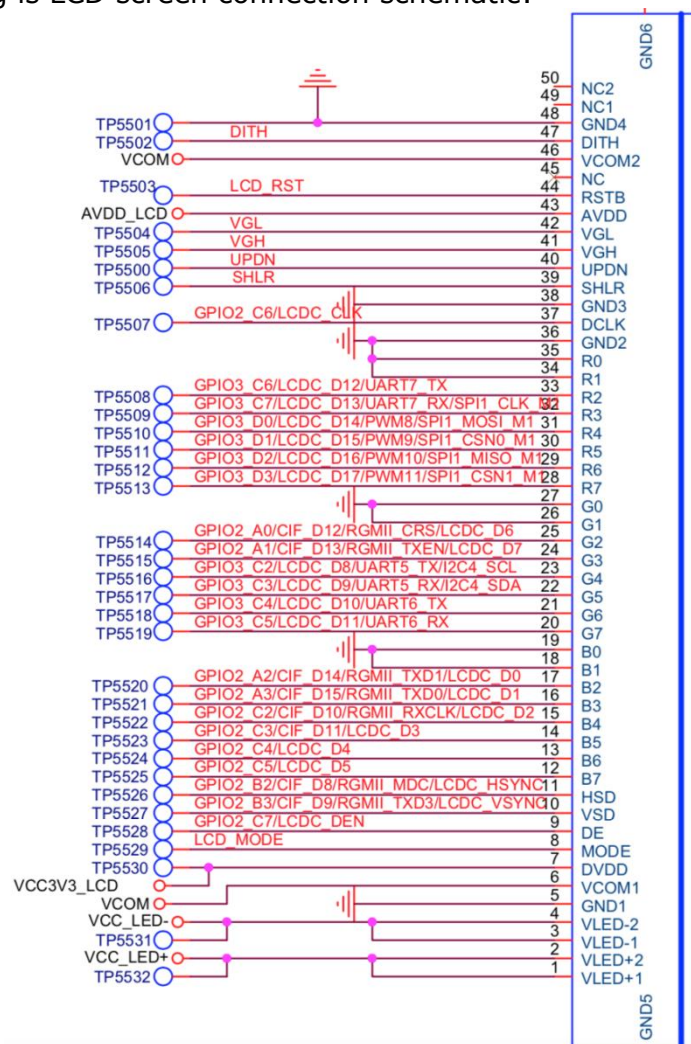 g is LCD screen connection schematic.
GND6
50 NC2
49 NC1
TP5501 48 GND4
TP5502 DITH 47 DITH
VCOM 46 VCOM2
45 NC
TP5503 LCD_RST 44 RSTB
AVDD_LCD 43 AVDD
TP5504 VGL 42 VGL
TP5505 VGH 41 VGH
TP5500 UPDN 40 UPDN
TP5506 SHLR 39 SHLR
38 GND3
TP5507 GPIO2_C6/LCDC_CLK 37 DCLK
36 GND2
35 R0
34 R1
TP5508 GPIO3_C6/LCDC_D12/UART7_TX 33 R2
TP5509 GPIO3_C7/LCDC_D13/UART7_RX/SPI1_CLK 32 R3
TP5510 GPIO3_D0/LCDC_D14/PWM8/SPI1_MOSI_M1 31 R4
TP5511 GPIO3_D1/LCDC_D15/PWM9/SPI1_CSN0_M1 30 R5
TP5512 GPIO3_D2/LCDC_D16/PWM10/SPI1_MISO_M1 29 R6
TP5513 GPIO3_D3/LCDC_D17/PWM11/SPI1_CSN1_M1 28 R7
27 G0
26 G1
TP5514 GPIO2_A0/CIF_D12/RGMII_CRS/LCDC_D6 25 G2
TP5515 GPIO2_A1/CIF_D13/RGMII_TXEN/LCDC_D7 24 G3
TP5516 GPIO3_C2/LCDC_D8/UART5_TX/I2C4_SCL 23 G4
TP5517 GPIO3_C3/LCDC_D9/UART5_RX/I2C4_SDA 22 G5
TP5518 GPIO3_C4/LCDC_D10/UART6_TX 21 G6
TP5519 GPIO3_C5/LCDC_D11/UART6_RX 20 G7
19 B0
18 B1
TP5520 GPIO2_A2/CIF_D14/RGMII_TXD1/LCDC_D0 17 B2
TP5521 GPIO2_A3/CIF_D15/RGMII_TXD0/LCDC_D1 16 B3
TP5522 GPIO2_C2/CIF_D10/RGMII_RXCLK/LCDC_D2 15 B4
TP5523 GPIO2_C3/CIF_D11/LCDC_D3 14 B5
TP5524 GPIO2_C4/LCDC_D4 13 B6
TP5525 GPIO2_C5/LCDC_D5 12 B7
TP5526 GPIO2_B2/CIF_D8/RGMII_MDC/LCDC_HSYNC 11 HSD
TP5527 GPIO2_B3/CIF_D9/RGMII_TXD3/LCDC_VSYNC 10 VSD
TP5528 GPIO2_C7/LCDC_DEN 9 DE
TP5529 LCD_MODE 8 MODE
TP5530 7 DVDD
VCC3V3_LCD 6 VCOM1
VCOM 5 GND1
VCC_LED- 4 VLED-2
TP5531 3 VLED-1
VCC_LED+ 2 VLED+2
TP5532 1 VLED+1
GND5